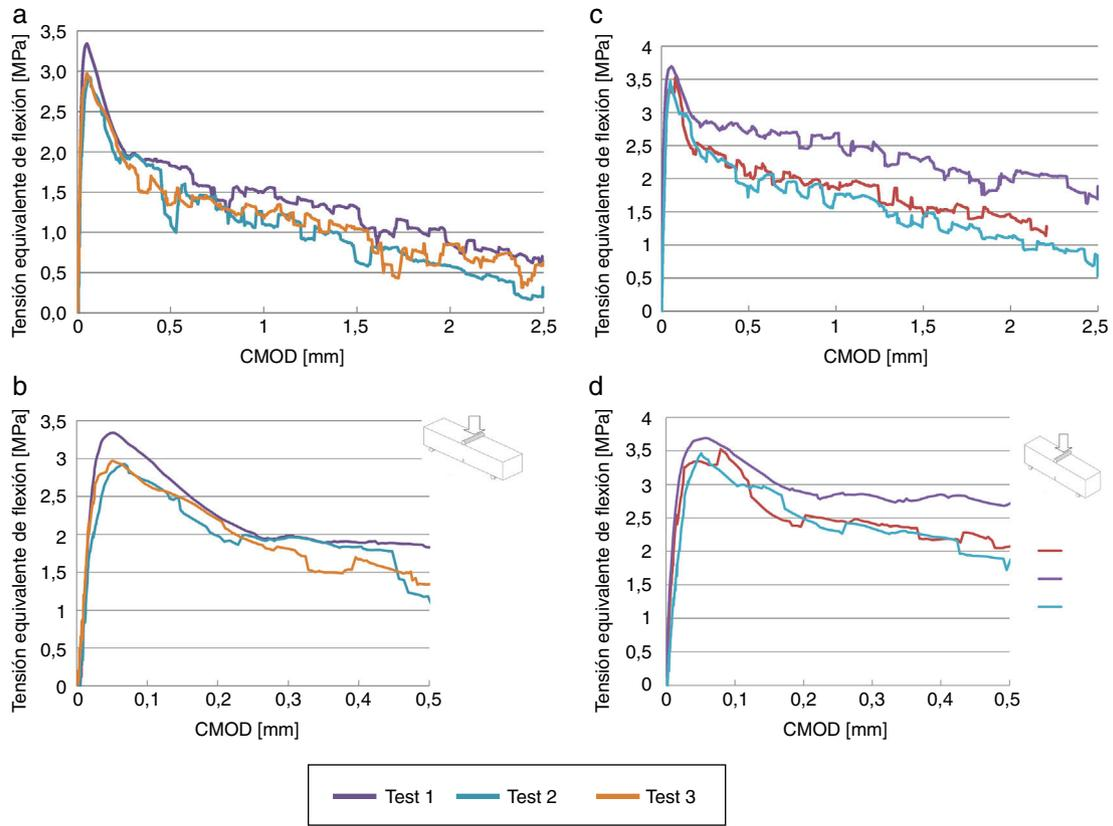 a
Tensión equivalente de flexión [MPa]
3,5
3,0
2,5
2,0
1,5
1,0
0,5
0,0
0 0,5 1 1,5 2 2,5
CMOD [mm]
c
Tensión equivalente de flexión [MPa]
4
3,5
3
2,5
2
1,5
1
0,5
0
0 0,5 1 1,5 2 2,5
CMOD [mm]
b
Tensión equivalente de flexión [MPa]
3,5
3
2,5
2
1,5
1
0,5
0
0 0,1 0,2 0,3 0,4 0,5
CMOD [mm]
d
Tensión equivalente de flexión [MPa]
4
3,5
3
2,5
2
1,5
1
0,5
0
0 0,1 0,2 0,3 0,4 0,5
CMOD [mm]
Test 1 Test 2 Test 3